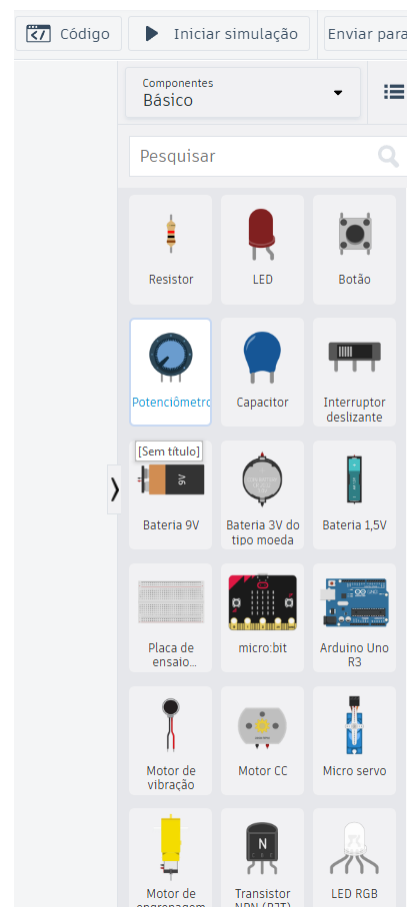 Código
Iniciar simulação
Enviar para
Componentes
Básico
Pesquisar
Resistor
LED
Botão
Potenciômetro
Capacitor
Interruptor
deslizante
[Sem título]
9V
Bateria 9V
Bateria 3V do
tipo moeda
Bateria 1,5V
Placa de
ensaio...
micro:bit
Arduino Uno
R3
Motor de
vibração
Motor CC
Micro servo
N
Motor de
engrenagem
Transistor
NPN (BJT)
LED RGB